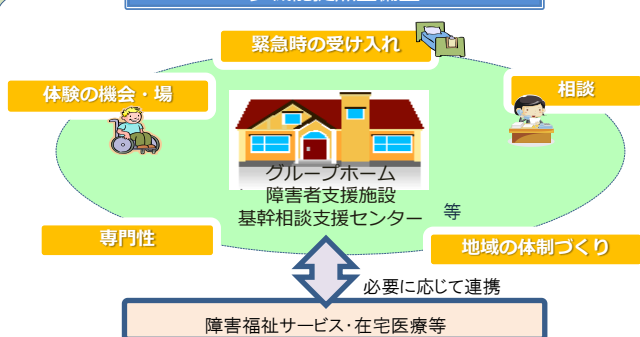 緊急時の受け入れ
体験の機会・場
相談
グループホーム
障害者支援施設
基幹相談支援センター 等
専門性
地域の体制づくり
必要に応じて連携
障害福祉サービス・在宅医療等